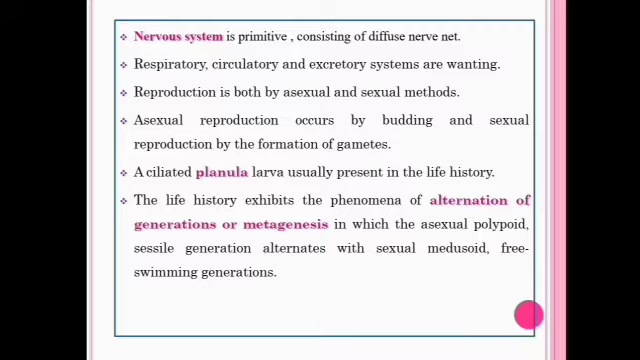 ❖ Nervous system is primitive , consisting of diffuse nerve net.
❖ Respiratory, circulatory and excretory systems are wanting.
❖ Reproduction is both by asexual and sexual methods.
❖ Asexual reproduction occurs by budding and sexual
reproduction by the formation of gametes.
❖ A ciliated planula larva usually present in the life history.
❖ The life history exhibits the phenomena of alternation of
generations or metagenesis in which the asexual polypoid,
sessile generation alternates with sexual medusoid, free-
swimming generations.